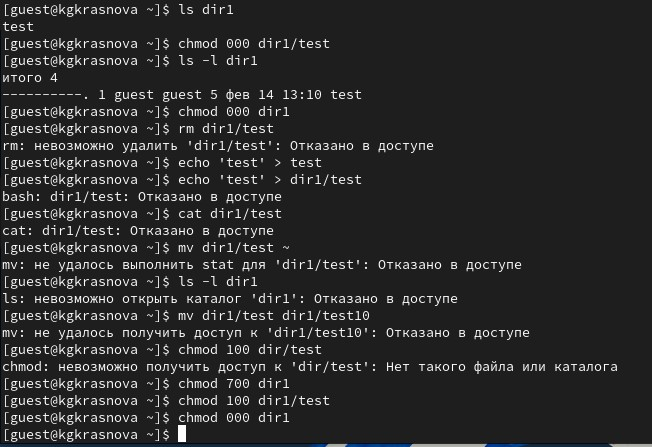 [guest@kgkrasnova ~]$ ls dir1
test
[guest@kgkrasnova ~]$ chmod 000 dir1/test
[guest@kgkrasnova ~]$ ls -l dir1
итого 4
----------. 1 guest guest 5 фев 14 13:10 test
[guest@kgkrasnova ~]$ chmod 000 dir1
[guest@kgkrasnova ~]$ rm dir1/test
rm: невозможно удалить 'dir1/test': Отказано в доступе
[guest@kgkrasnova ~]$ echo 'test' > test
[guest@kgkrasnova ~]$ echo 'test' > dir1/test
bash: dir1/test: Отказано в доступе
[guest@kgkrasnova ~]$ cat dir1/test
cat: dir1/test: Отказано в доступе
[guest@kgkrasnova ~]$ mv dir1/test ~
mv: не удалось выполнить stat для 'dir1/test': Отказано в доступе
[guest@kgkrasnova ~]$ ls -l dir1
ls: невозможно открыть каталог 'dir1': Отказано в доступе
[guest@kgkrasnova ~]$ mv dir1/test dir1/test10
mv: не удалось получить доступ к 'dir1/test10': Отказано в доступе
[guest@kgkrasnova ~]$ chmod 100 dir/test
chmod: невозможно получить доступ к 'dir/test': Нет такого файла или каталога
[guest@kgkrasnova ~]$ chmod 700 dir1
[guest@kgkrasnova ~]$ chmod 100 dir1/test
[guest@kgkrasnova ~]$ chmod 000 dir1
[guest@kgkrasnova ~]$